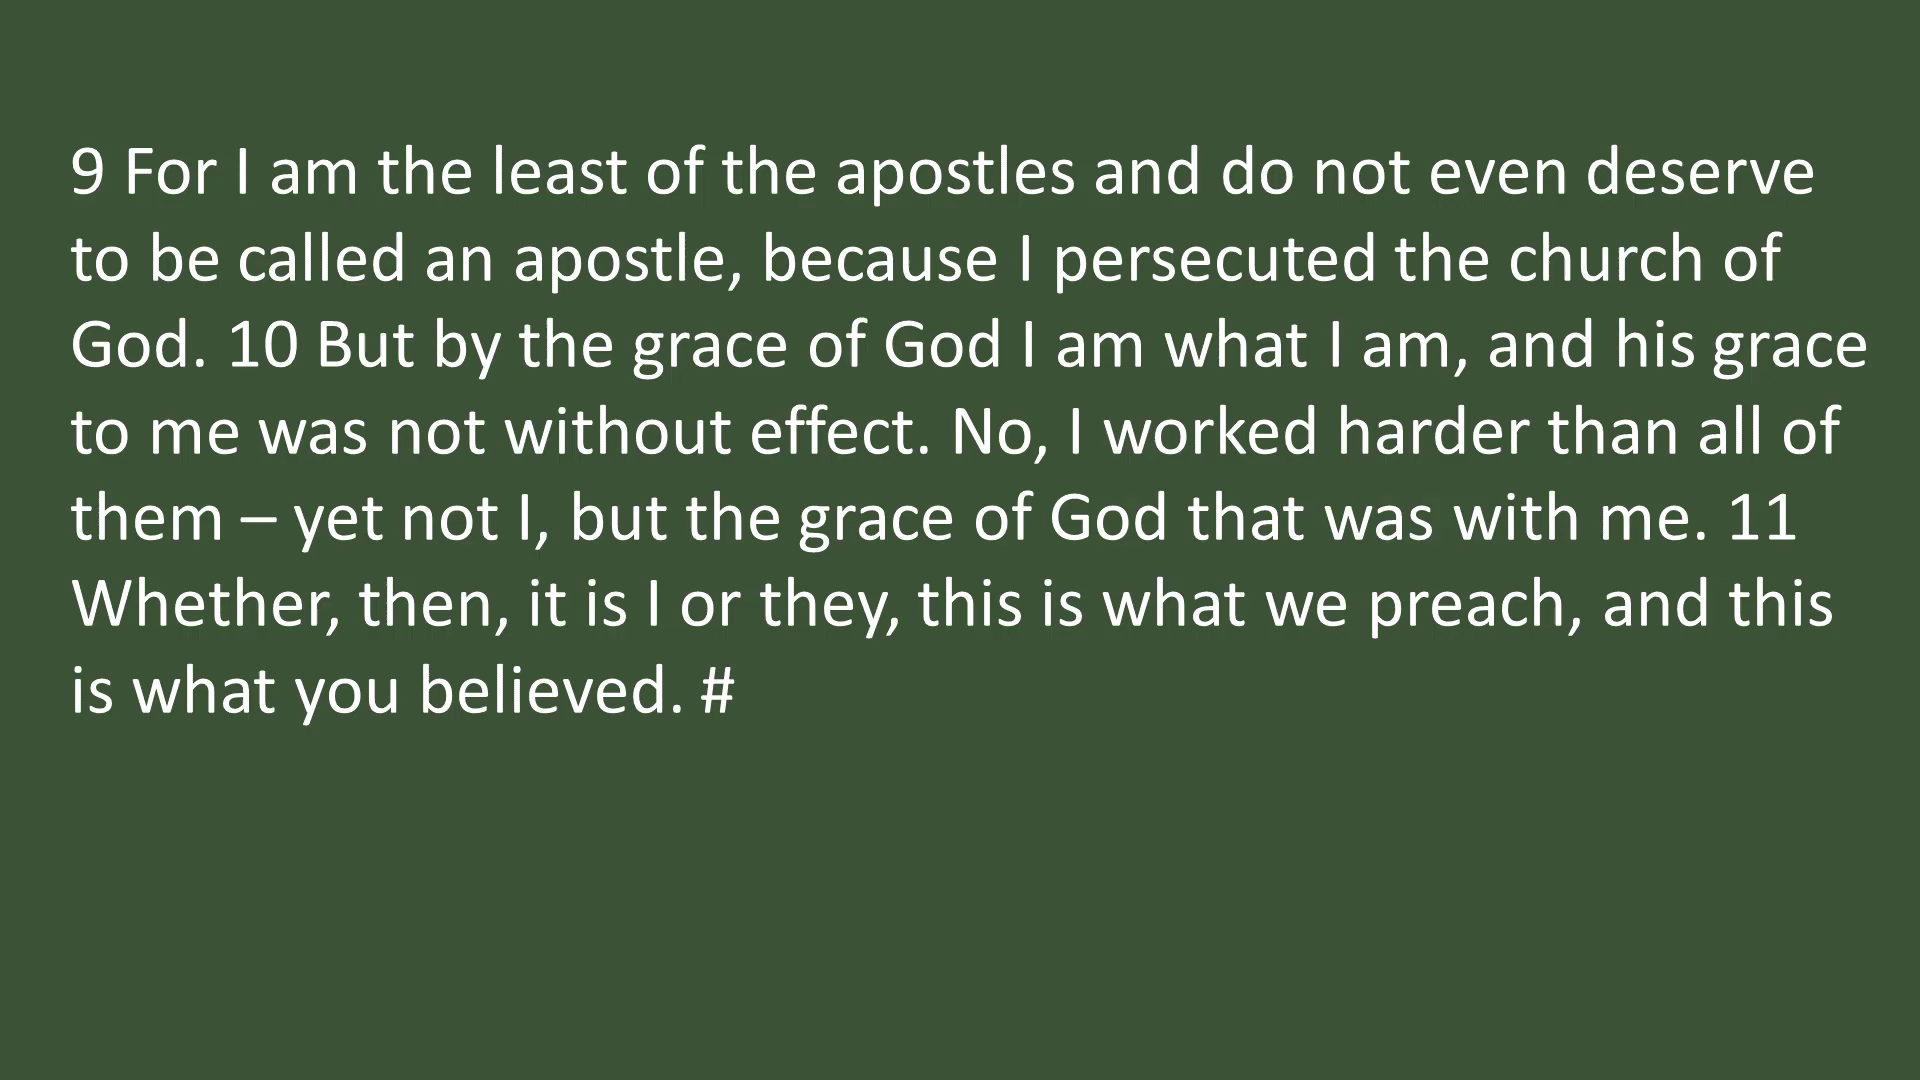 9 For I am the least of the apostles and do not even deserve
to be called an apostle, because I persecuted the church of
God. 10 But by the grace of God I am what I am, and his grace
to me was not without effect. No, I worked harder than all of
them – yet not I, but the grace of God that was with me. 11
Whether, then, it is I or they, this is what we preach, and this
is what you believed. #